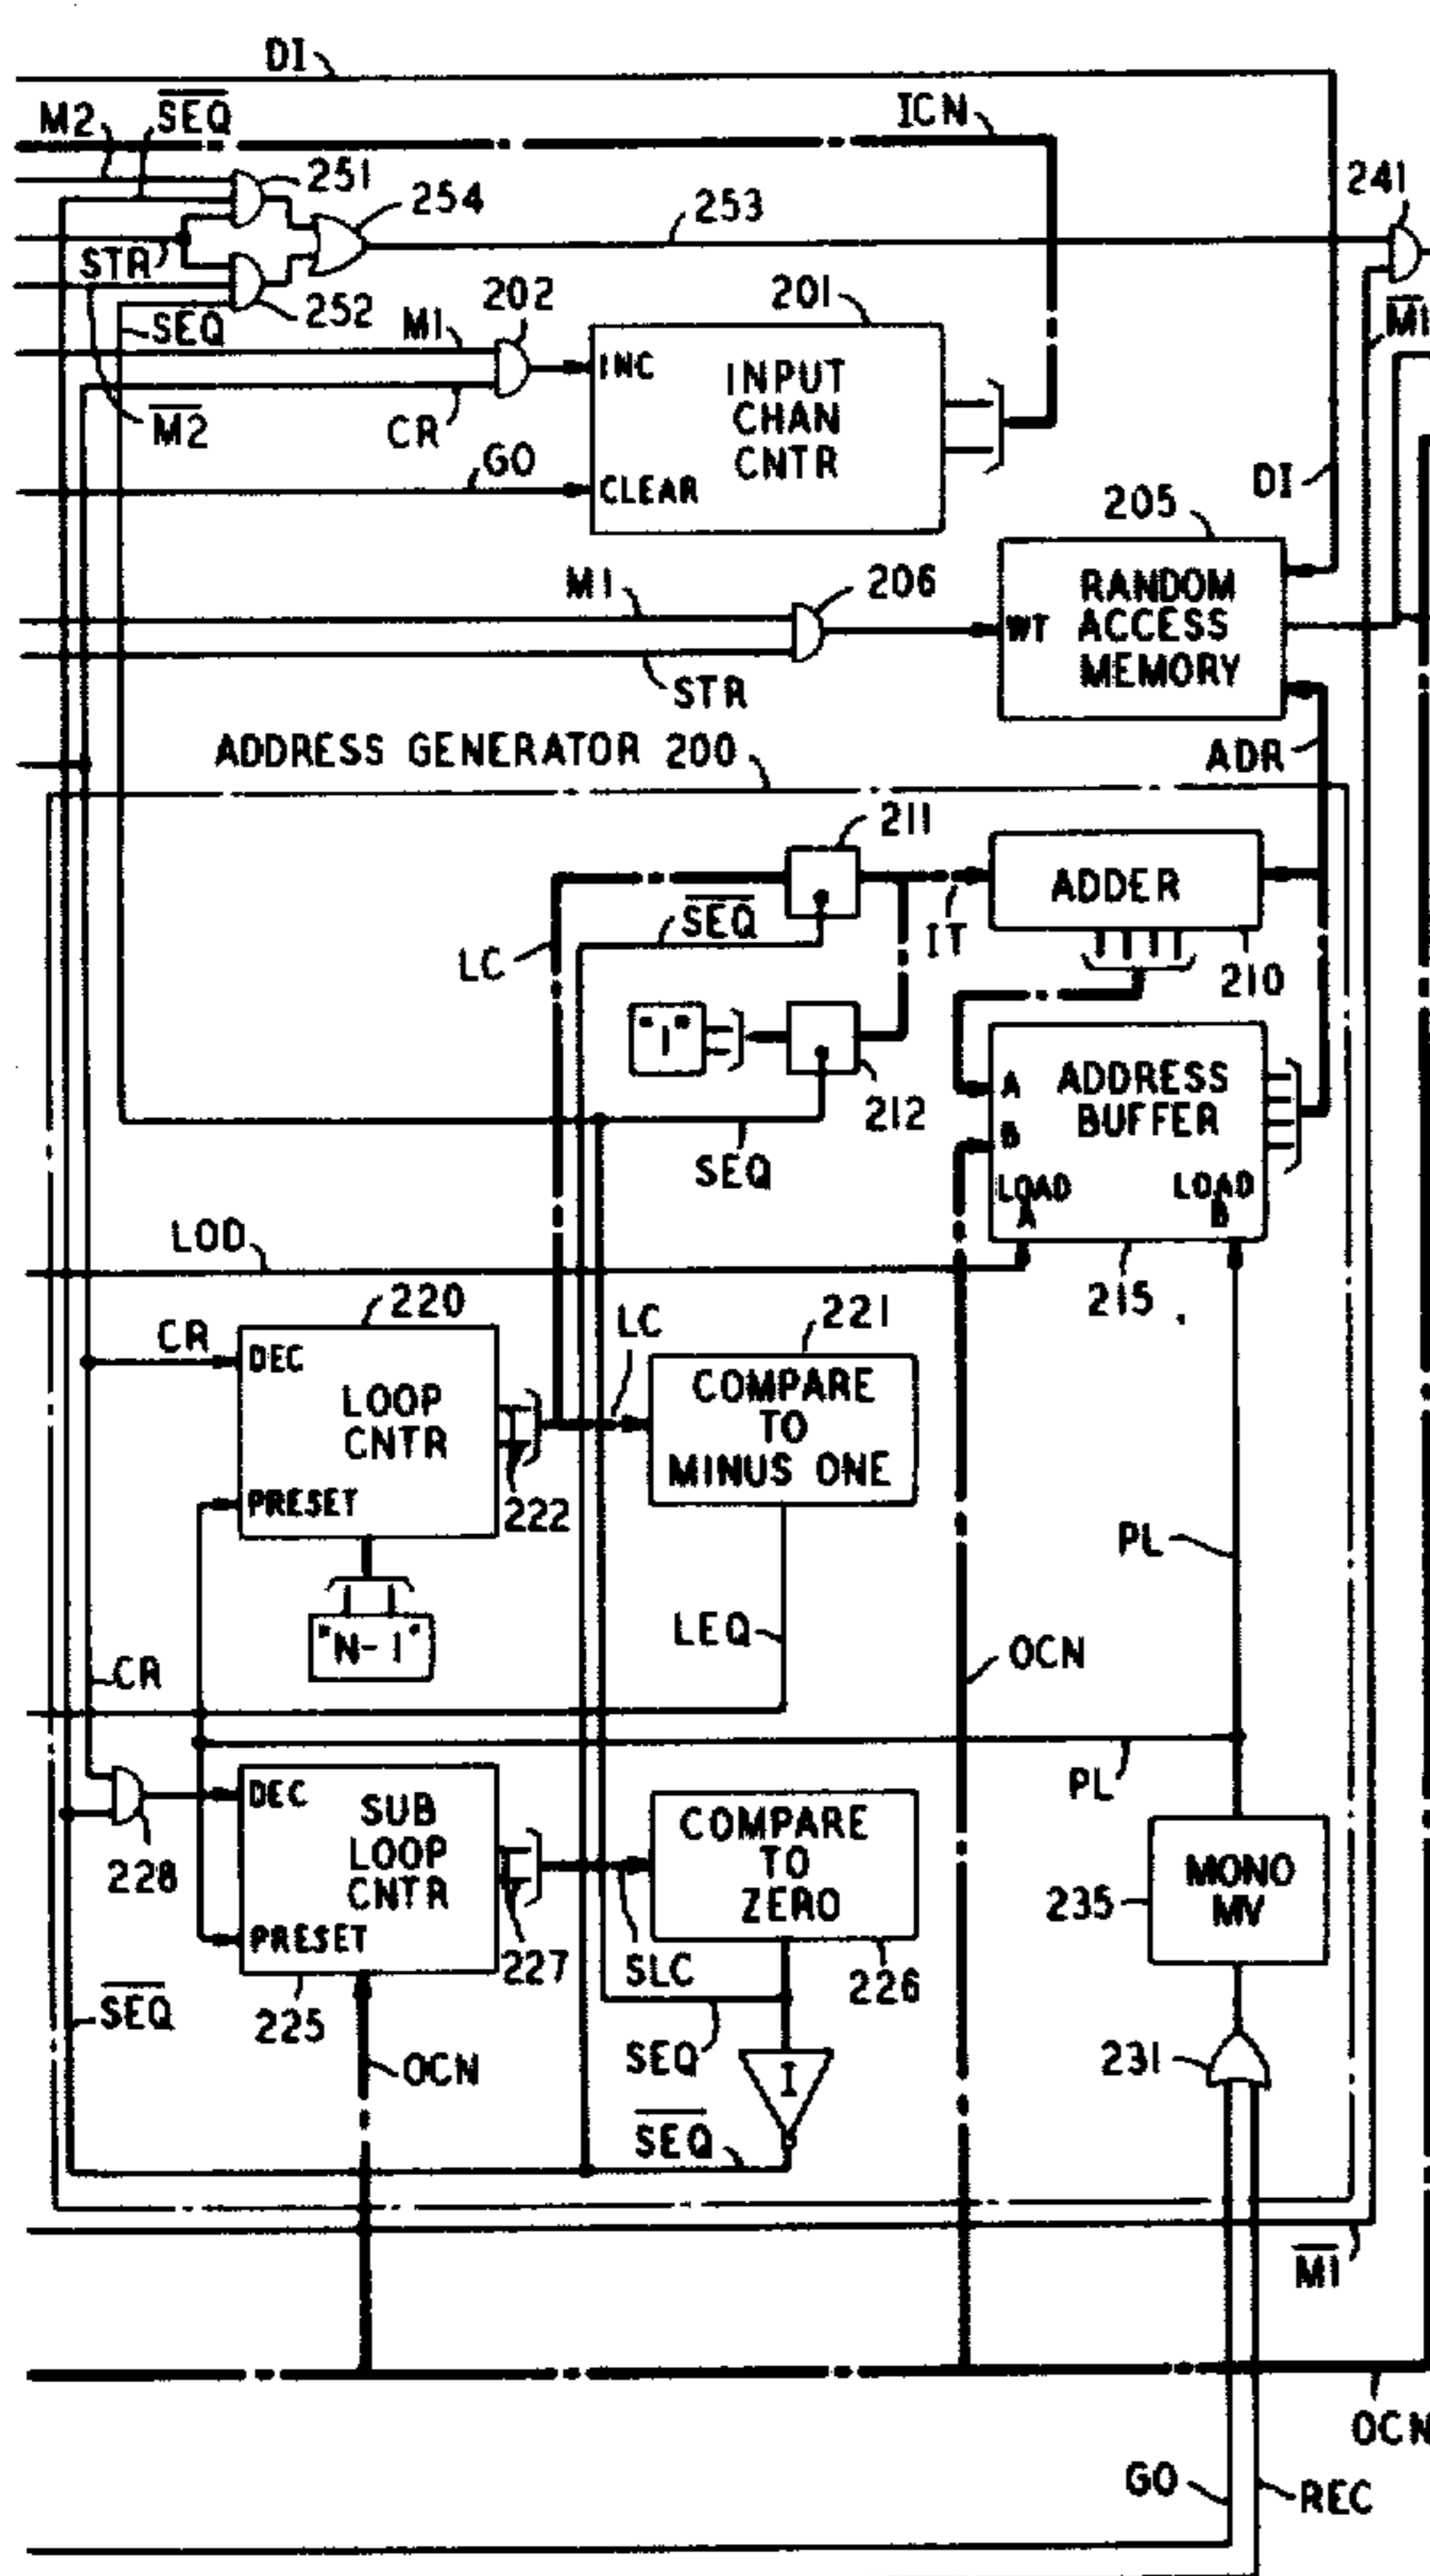 DI
M2
SEQ
ICN
251
254
253
241
STR
252
SEQ
M1
202
201
INC
INPUT
CHAN
CNTR
M1
M2
CR
GO
CLEAR
DI
205
M1
206
WT
RANDOM
ACCESS
MEMORY
STR
ADDRESS GENERATOR 200
ADR
211
ADDER
SEQ
IT
LC
210
"1"
212
A
B
ADDRESS
BUFFER
LOAD
A
LOAD
B
SEQ
LOD
215
220
221
CR
DEC
LOOP
CNTR
PRESET
222
LC
COMPARE
TO
MINUS ONE
PL
"N-1"
LEQ
OCN
CR
PL
DEC
SUB
LOOP
CNTR
PRESET
228
227
COMPARE
TO
ZERO
MONO
MV
235
SLC
226
SEQ
225
OCN
SEQ
I
231
SEQ
M1
OCN
GO
REC